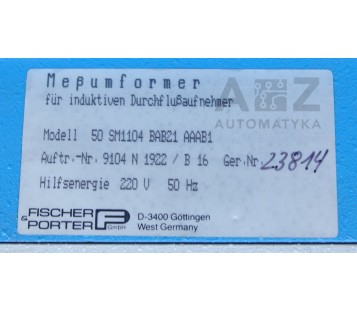 Meßumformer
für induktiven Durchflußaufnehmer
AZ
AUTOMATYKA
Modell 50 SM1104 BAB21 AAAB1
Auftr.-Nr. 9104 N 1922 / B 16 Ger.Nr. 23814
Hilfsenergie 220 V 50 Hz
FISCHER
& PORTER GmbH
D-3400 Göttingen
West Germany